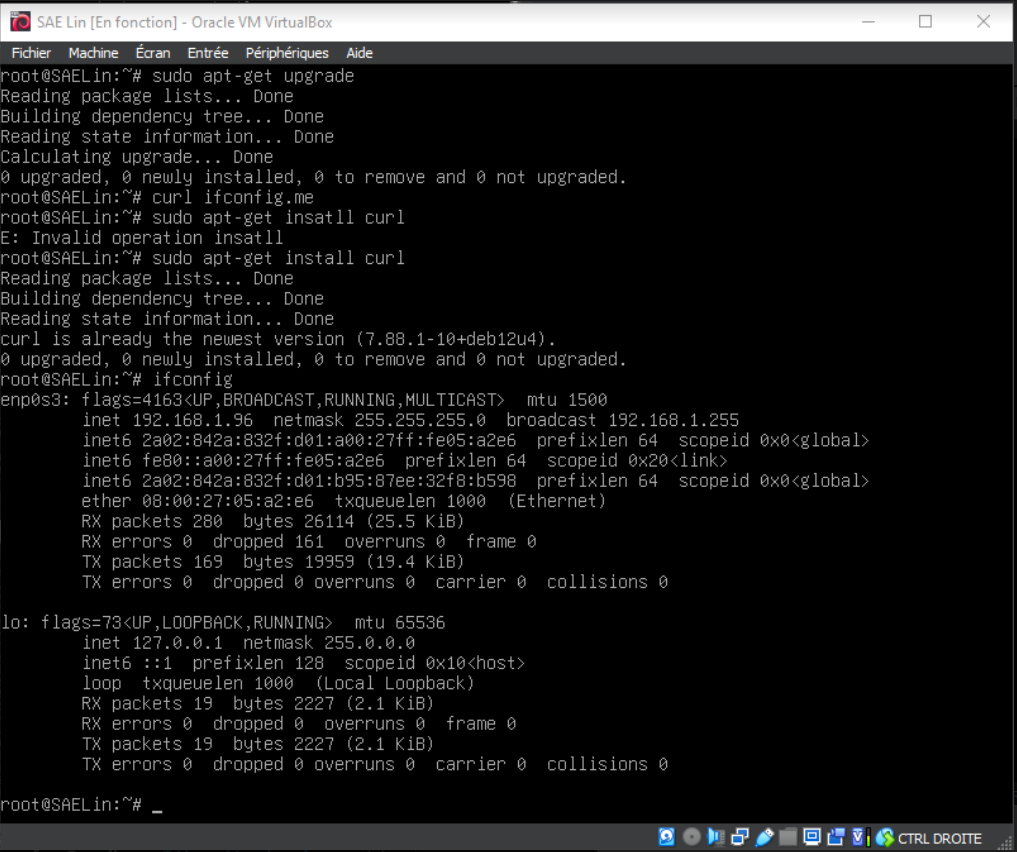 SAE Lin [En fonction] - Oracle VM VirtualBox
Fichier Machine Écran Entrée Périphériques Aide
root@SAELin:~# sudo apt-get upgrade
Reading package lists... Done
Building dependency tree... Done
Reading state information... Done
Calculating upgrade... Done
0 upgraded, 0 newly installed, 0 to remove and 0 not upgraded.
root@SAELin:~# curl ifconfig.me
root@SAELin:~# sudo apt-get insatll curl
E: Invalid operation insatll
root@SAELin:~# sudo apt-get install curl
Reading package lists... Done
Building dependency tree... Done
Reading state information... Done
curl is already the newest version (7.88.1-10+deb12u4).
0 upgraded, 0 newly installed, 0 to remove and 0 not upgraded.
root@SAELin:~# ifconfig
enp0s3: flags=4163<UP,BROADCAST,RUNNING,MULTICAST>  mtu 1500
        inet 192.168.1.96  netmask 255.255.255.0  broadcast 192.168.1.255
        inet6 2a02:842a:832f:d01:a00:27ff:fe05:a2e6  prefixlen 64  scopeid 0x0<global>
        inet6 fe80::a00:27ff:fe05:a2e6  prefixlen 64  scopeid 0x20<link>
        inet6 2a02:842a:832f:d01:b95:87ee:32f8:b598  prefixlen 64  scopeid 0x0<global>
        ether 08:00:27:05:a2:e6  txqueuelen 1000  (Ethernet)
        RX packets 280  bytes 26114 (25.5 KiB)
        RX errors 0  dropped 161  overruns 0  frame 0
        TX packets 169  bytes 19959 (19.4 KiB)
        TX errors 0  dropped 0 overruns 0  carrier 0  collisions 0

lo: flags=73<UP,LOOPBACK,RUNNING>  mtu 65536
        inet 127.0.0.1  netmask 255.0.0.0
        inet6 ::1  prefixlen 128  scopeid 0x10<host>
        loop  txqueuelen 1000  (Local Loopback)
        RX packets 19  bytes 2227 (2.1 KiB)
        RX errors 0  dropped 0  overruns 0  frame 0
        TX packets 19  bytes 2227 (2.1 KiB)
        TX errors 0  dropped 0 overruns 0  carrier 0  collisions 0

root@SAELin:~# _
CTRL DROITE